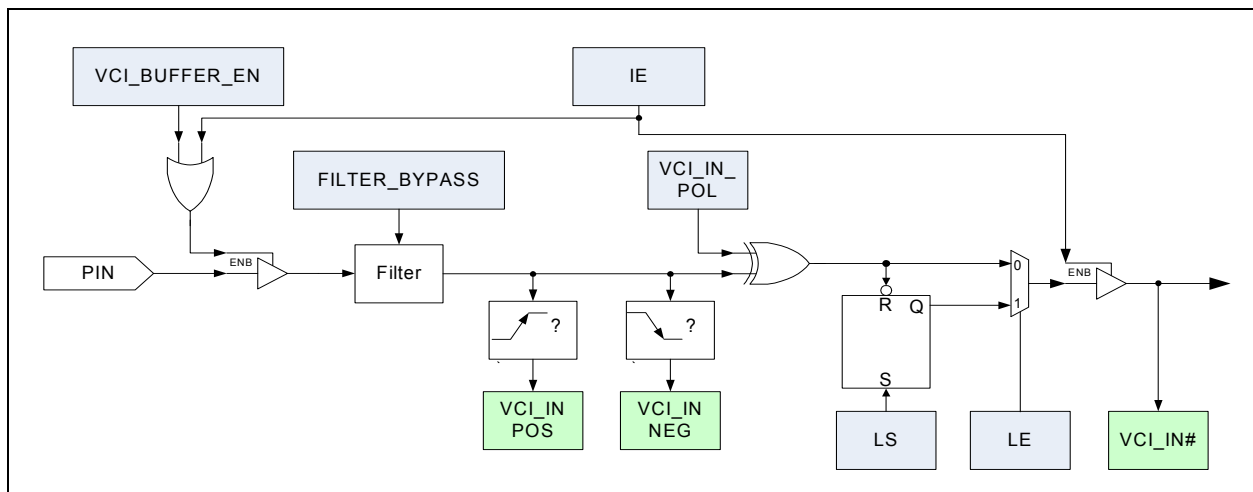 VCI_BUFFER_EN
IE
FILTER_BYPASS
VCI_IN_
POL
PIN
ENB
Filter
0
1
ENB
R
Q
S
?
?
VCI_IN
POS
VCI_IN
NEG
LS
LE
VCI_IN#